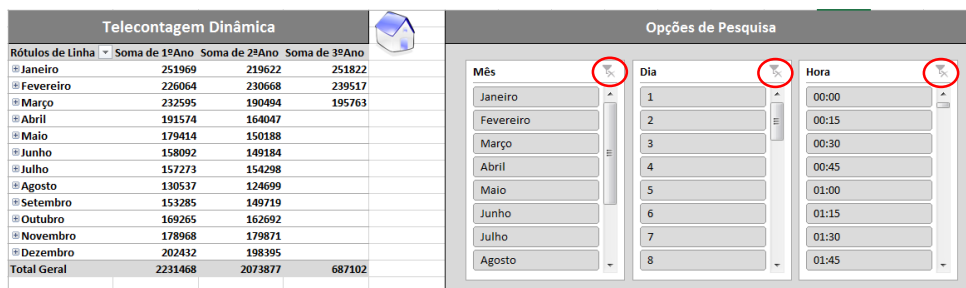 Telecontagem Dinâmica
Rótulos de Linha Soma de 1ºAno Soma de 2ªAno Soma de 3ºAno
Janeiro 251969 219622 251822
Fevereiro 226064 230668 239517
Março 232595 190494 195763
Abril 191574 164047
Maio 179414 150188
Junho 158092 149184
Julho 157273 154298
Agosto 130537 124699
Setembro 153285 149719
Outubro 169265 162692
Novembro 178968 179871
Dezembro 202432 198395
Total Geral 2231468 2073877 687102
Opções de Pesquisa
Mês
Janeiro
Fevereiro
Março
Abril
Maio
Junho
Julho
Agosto
Dia
1
2
3
4
5
6
7
8
Hora
00:00
00:15
00:30
00:45
01:00
01:15
01:30
01:45